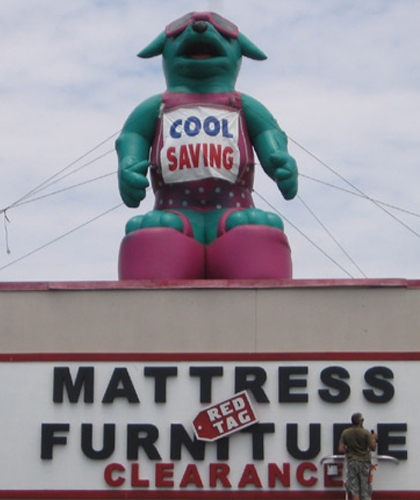 COOL
SAVING
MATTRESS
RED
TAG
FURNITURE
CLEARANCE